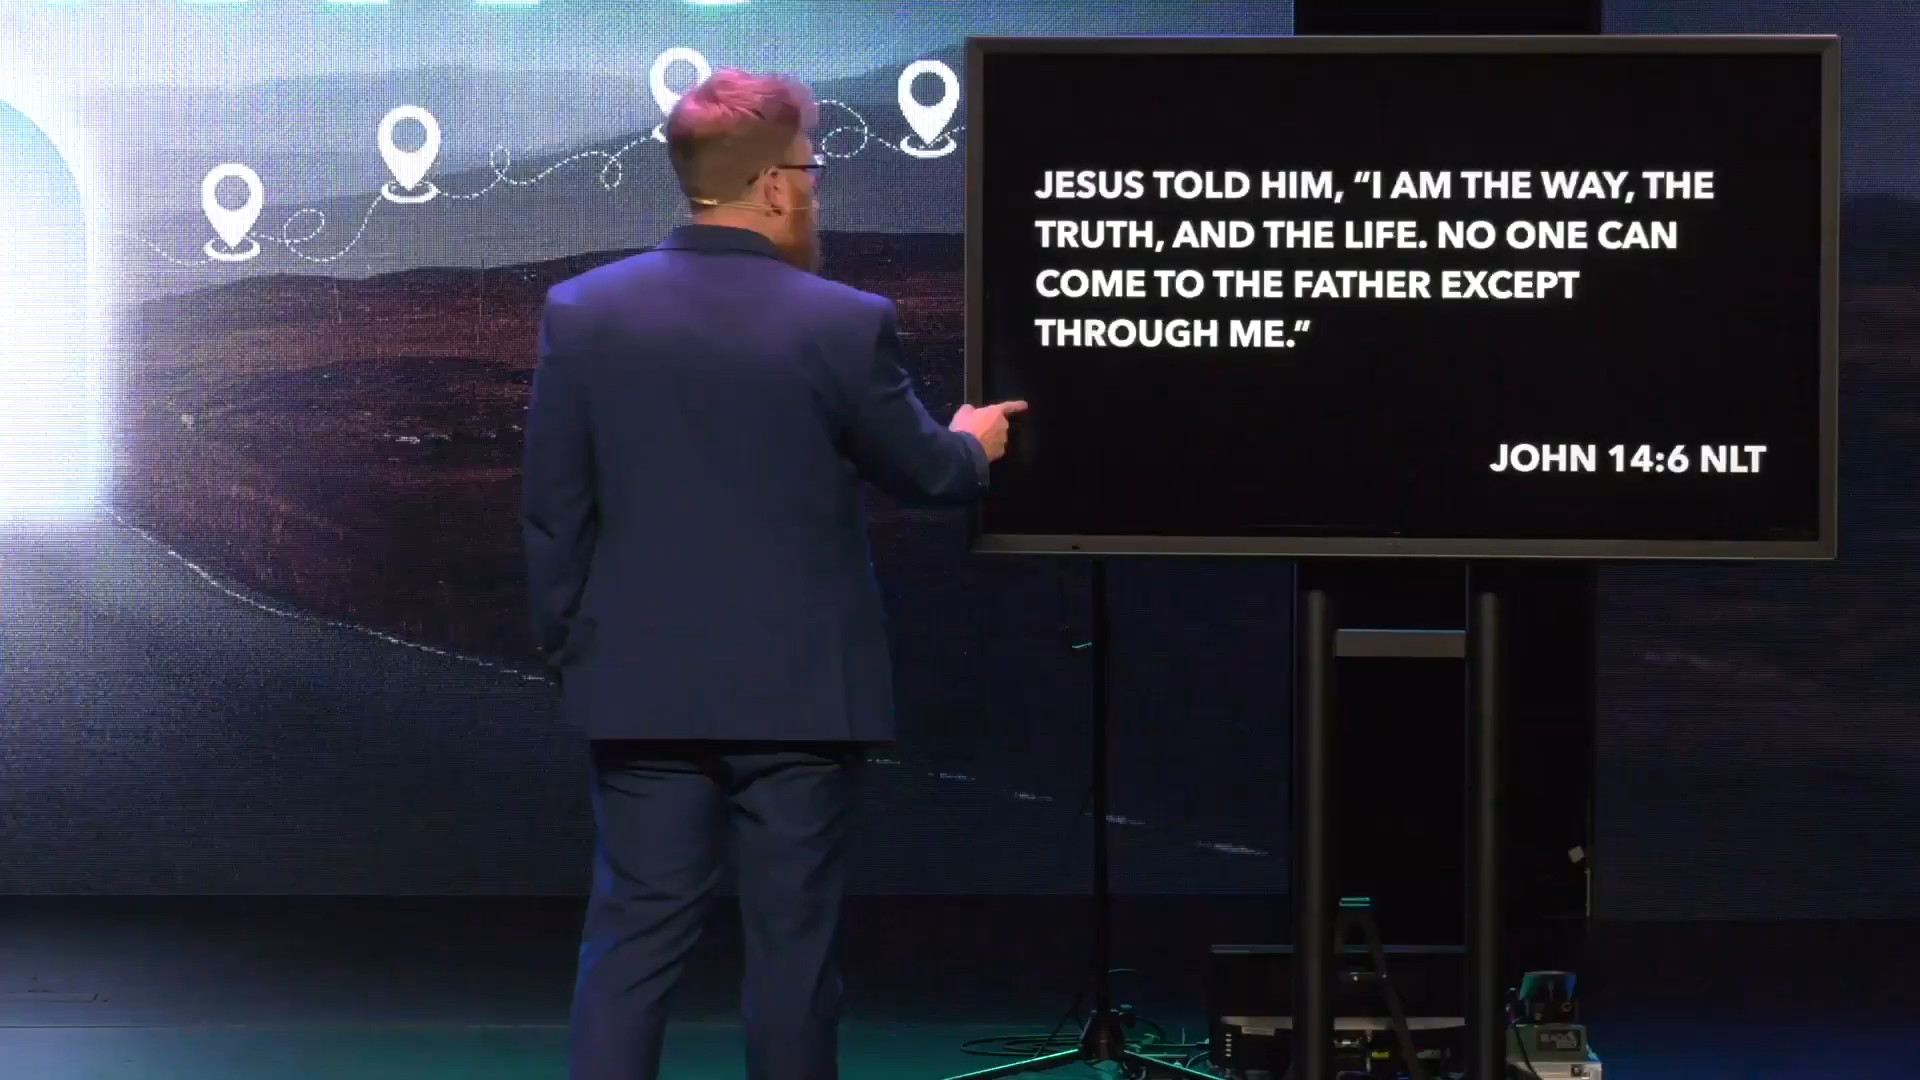 JESUS TOLD HIM, “I AM THE WAY, THE
TRUTH, AND THE LIFE. NO ONE CAN
COME TO THE FATHER EXCEPT
THROUGH ME.”
JOHN 14:6 NLT